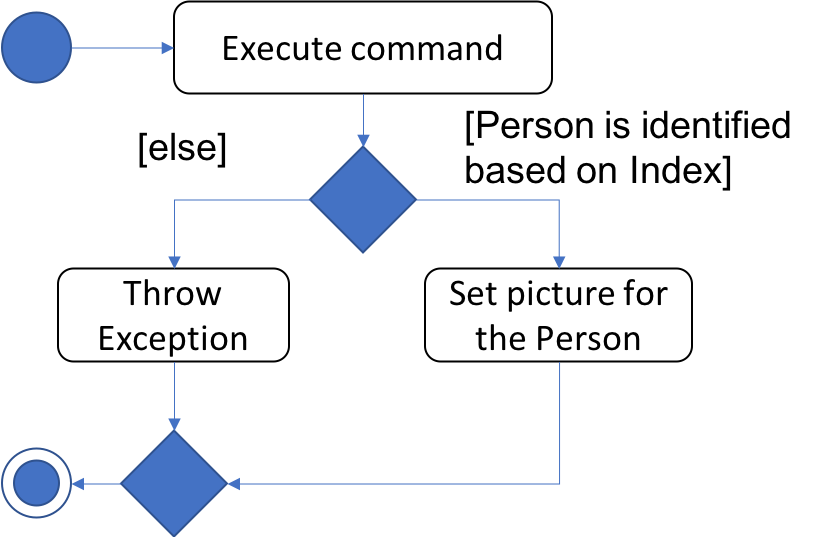 Execute command
[else]
[Person is identified
based on Index]
Throw
Exception
Set picture for
the Person